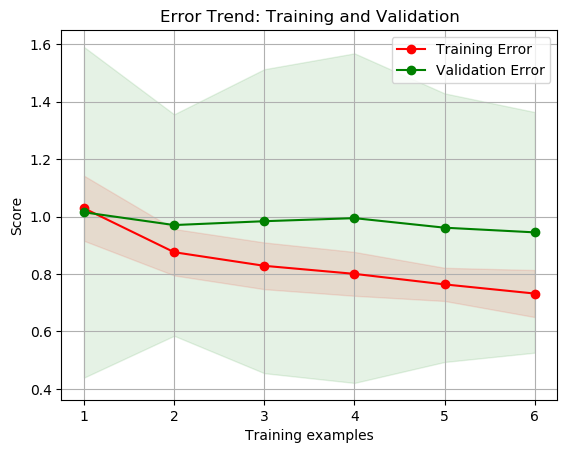 Error Trend: Training and Validation
Training Error
Validation Error
Score
1.6
1.4
1.2
1.0
0.8
0.6
0.4
1 2 3 4 5 6
Training examples